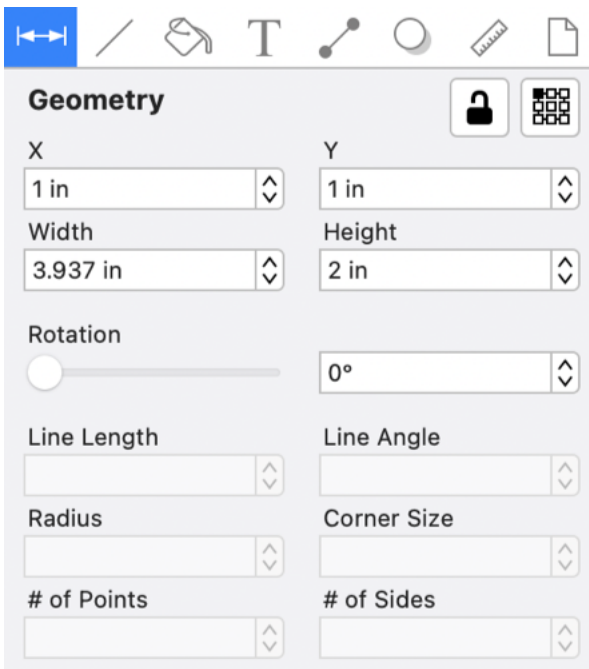 T
Geometry
X Y
1 in 1 in
Width Height
3.937 in 2 in
Rotation
0°
Line Length Line Angle
Radius Corner Size
# of Points # of Sides